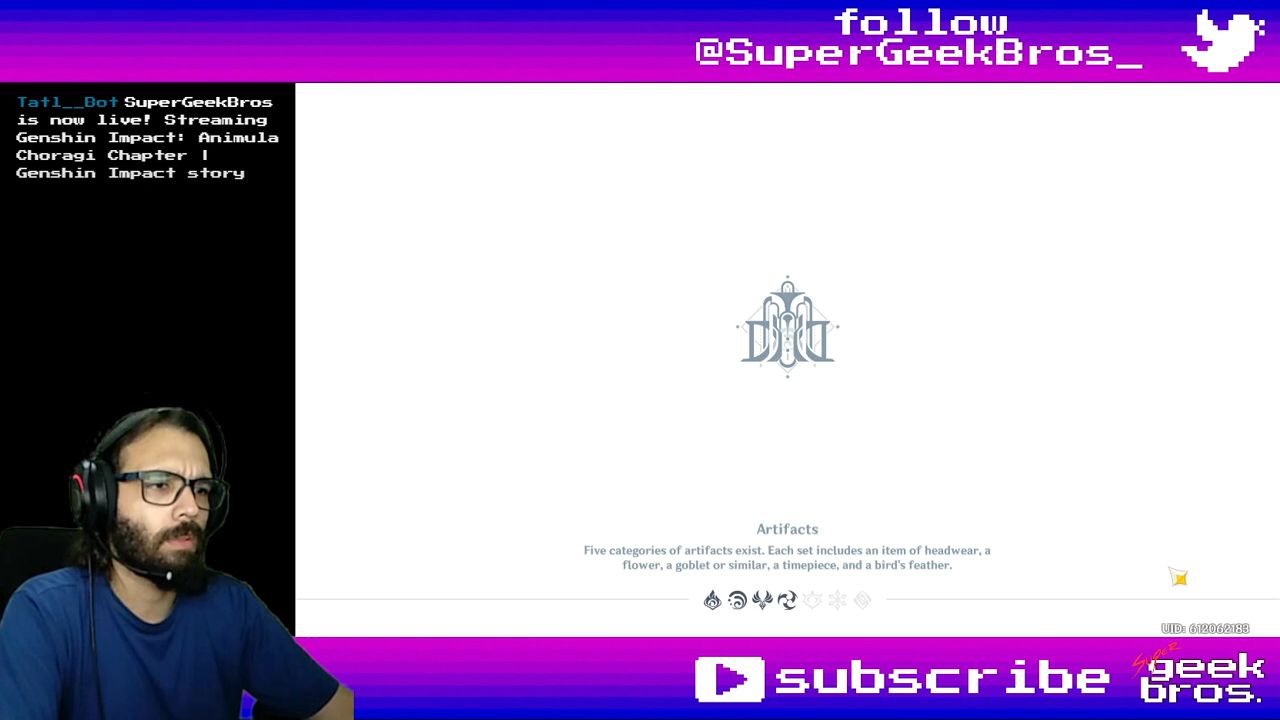 follow
@SuperGeekBros_
Tatl__Bot SuperGeekBros
is now live! Streaming
Genshin Impact: Animula
Choragi Chapter I
Genshin Impact story
Artifacts
Five categories of artifacts exist. Each set includes an item of headwear, a
flower, a goblet or similar, a timepiece, and a bird's feather.
UID: 612062183
subscribe
super
geek
bros.